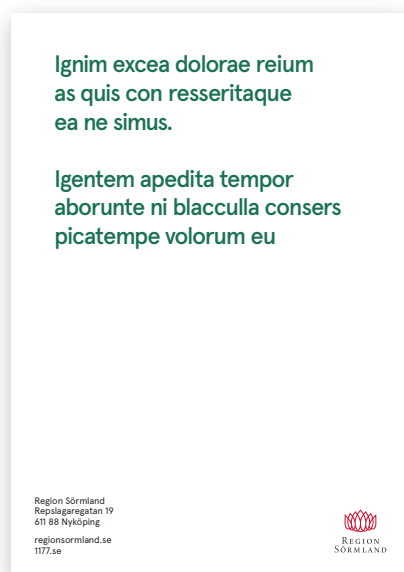 Ignim excea dolorae reium
as quis con resseritaque
ea ne simus.
Igentem apedita tempor
aborunte ni blacculla consers
picatempe volorum eu
Region Sörmland
Repslagaregatan 19
611 88 Nyköping
regionsormland.se
1177.se
REGION
SÖRMLAND